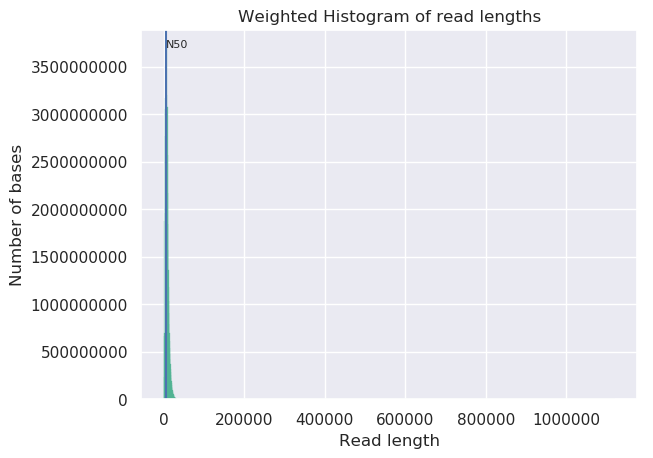 Weighted Histogram of read lengths
N50
3500000000
3000000000
2500000000
2000000000
1500000000
1000000000
500000000
0
Number of bases
0 200000 400000 600000 800000 1000000
Read length